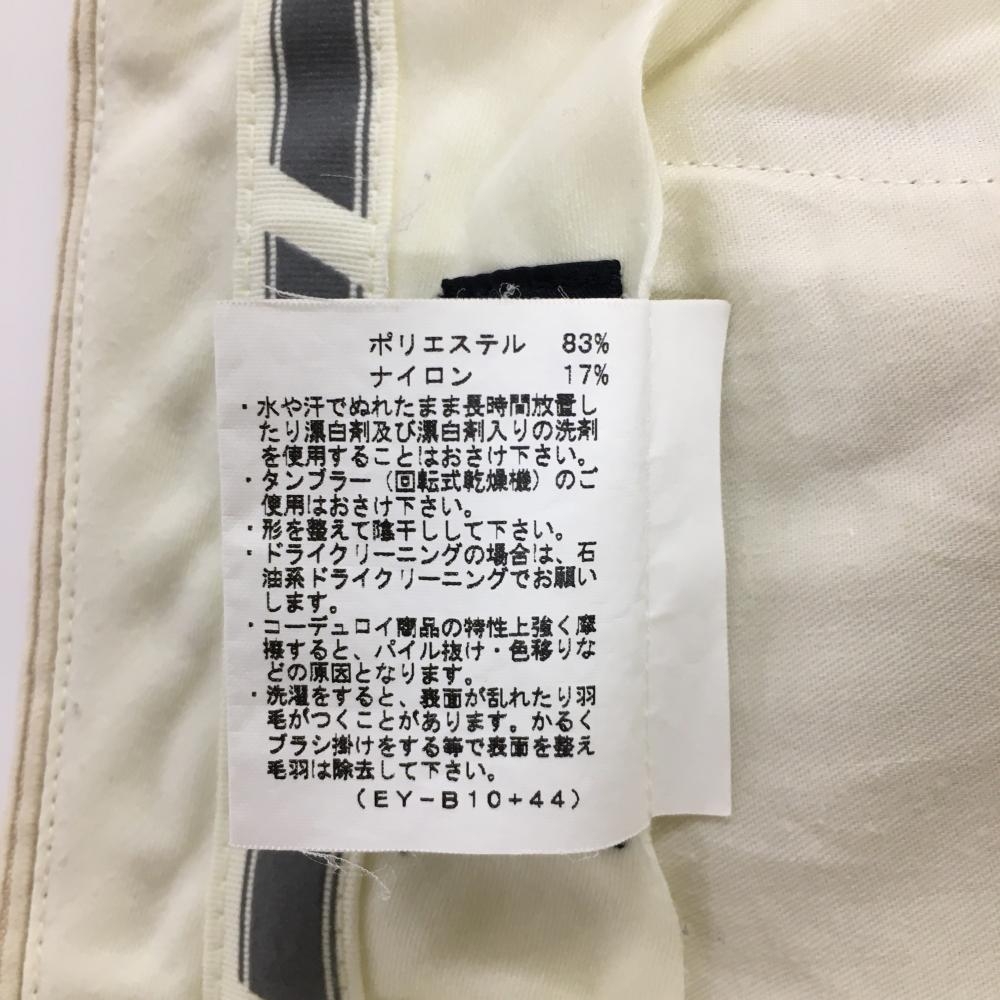 ポリエステル 83%
ナイロン 17%
・水や汗でぬれたまま長時間放置し
たり漂白剤及び漂白剤入りの洗剤
を使用することはおさけ下さい。
・タンブラー（回転式乾燥機）のご
使用はおさけ下さい。
・形を整えて陰干しして下さい。
・ドライクリーニングの場合は、石
油系ドライクリーニングでお願い
します。
・コーデュロイ商品の特性上強く摩
擦すると、パイル抜け・色移りな
どの原因となります。
・洗濯をすると、表面が乱れたり羽
毛がつくことがあります。かるく
ブラシ掛けをする等で表面を整え
毛羽は除去して下さい。
（EY-B10+44）